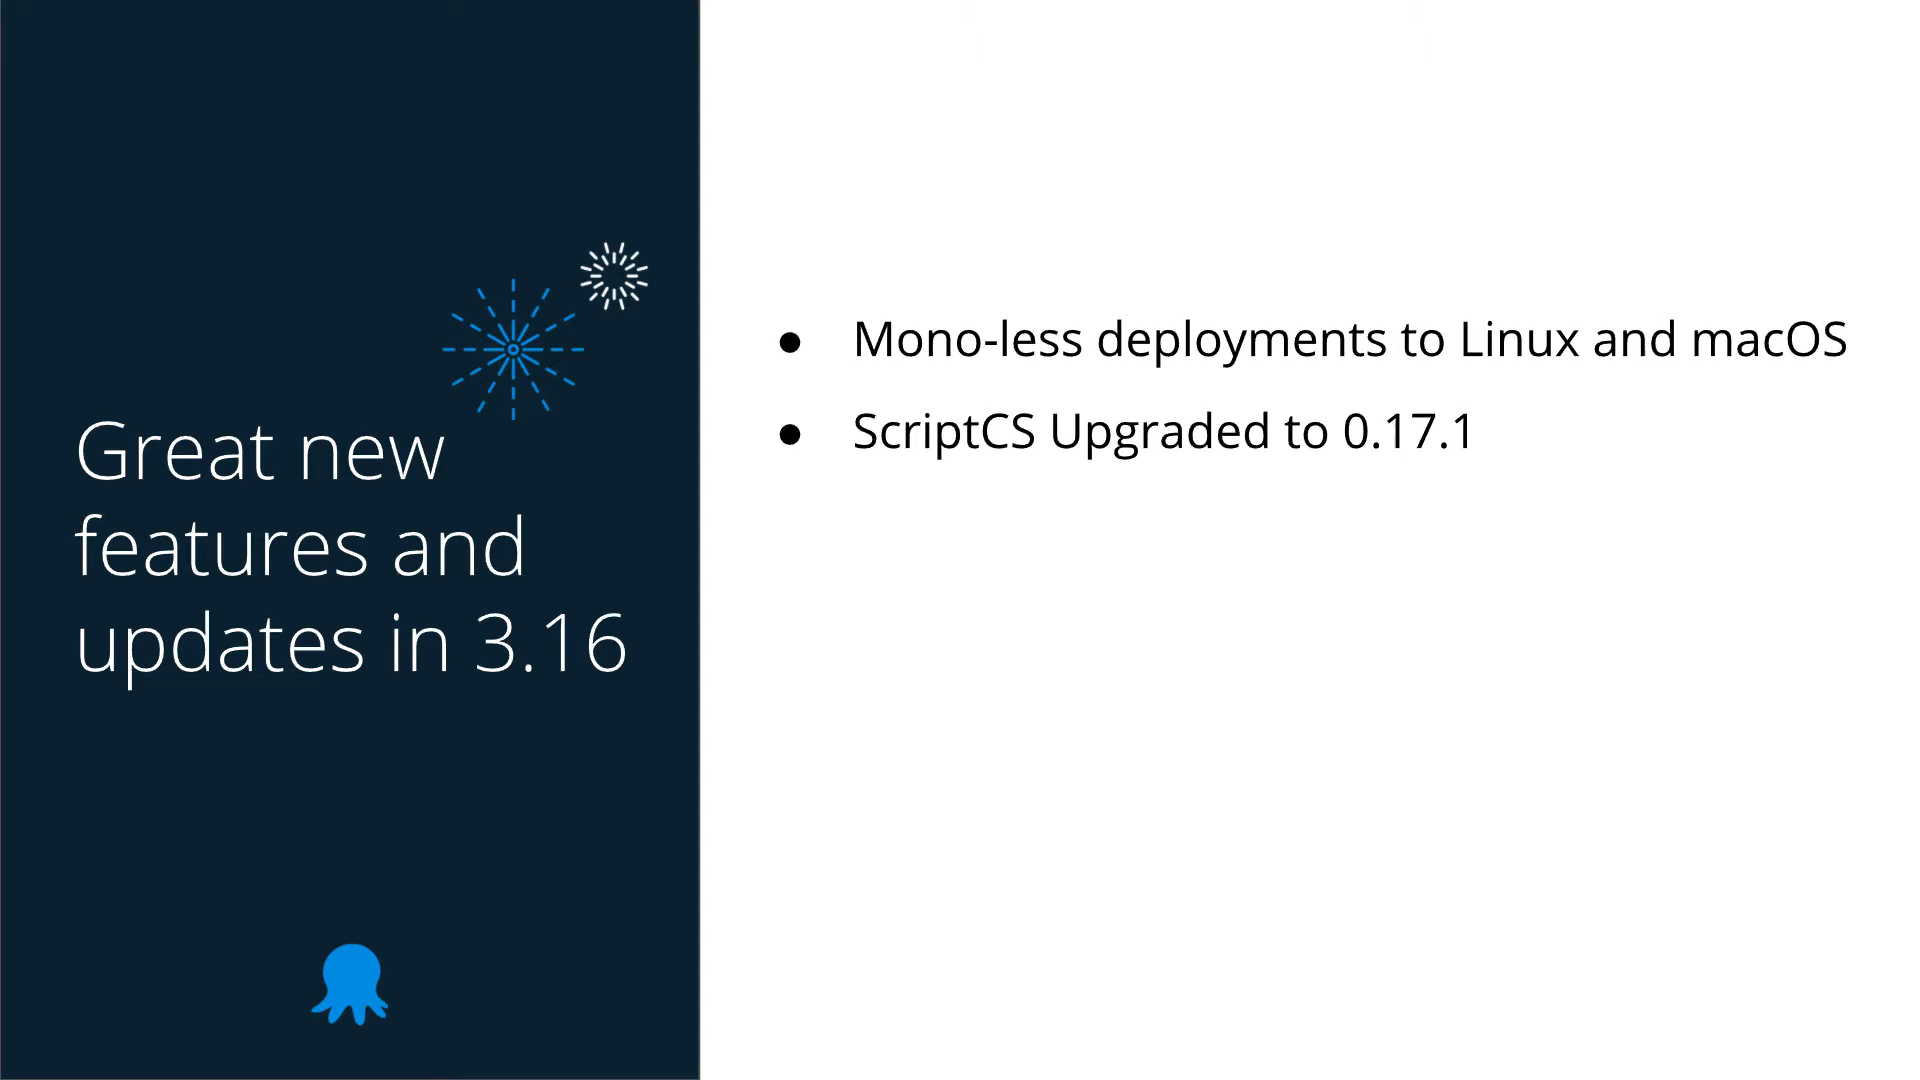 Great new
features and
updates in 3.16
● Mono-less deployments to Linux and macOS
● ScriptCS Upgraded to 0.17.1